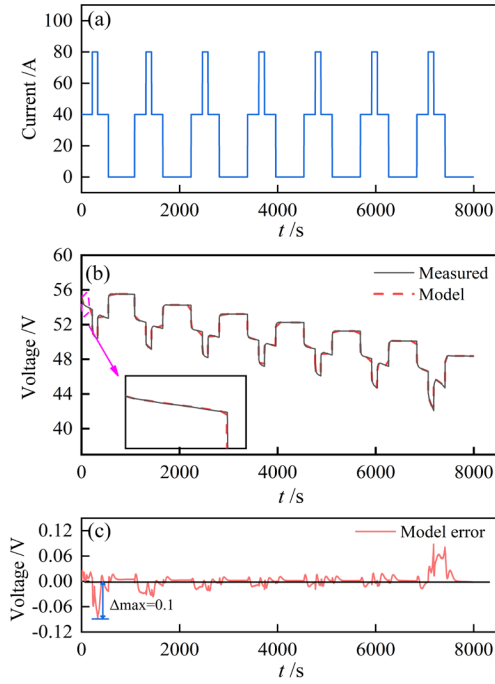 (a)
Current /A
100
80
60
40
20
0
0 2000 4000 6000 8000
t /s
(b)
Measured
Model
Voltage /V
60
56
52
48
44
40
0 2000 4000 6000 8000
t /s
(c)
Model error
Voltage /V
0.12
0.06
0.00
-0.06
-0.12
Δmax=0.1
0 2000 4000 6000 8000
t /s